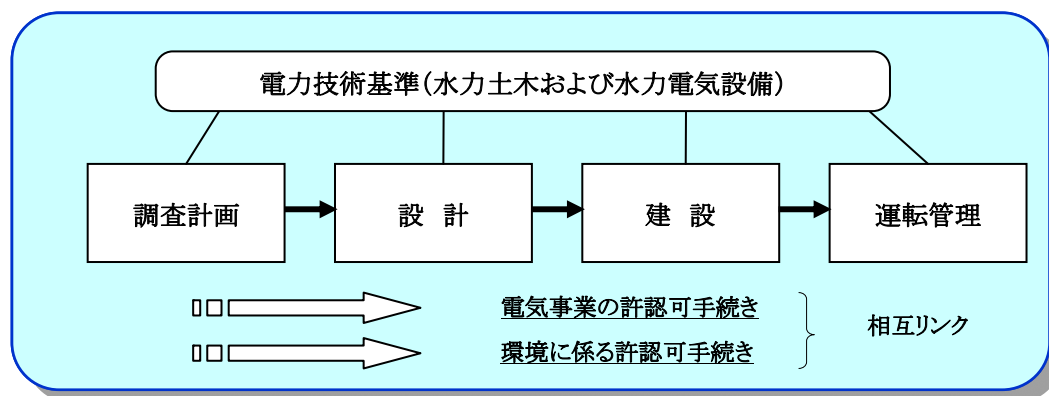 電力技術基準（水力土木および水力電気設備）
調査計画
設 計
建 設
運転管理
電気事業の許認可手続き
環境に係る許認可手続き
相互リンク